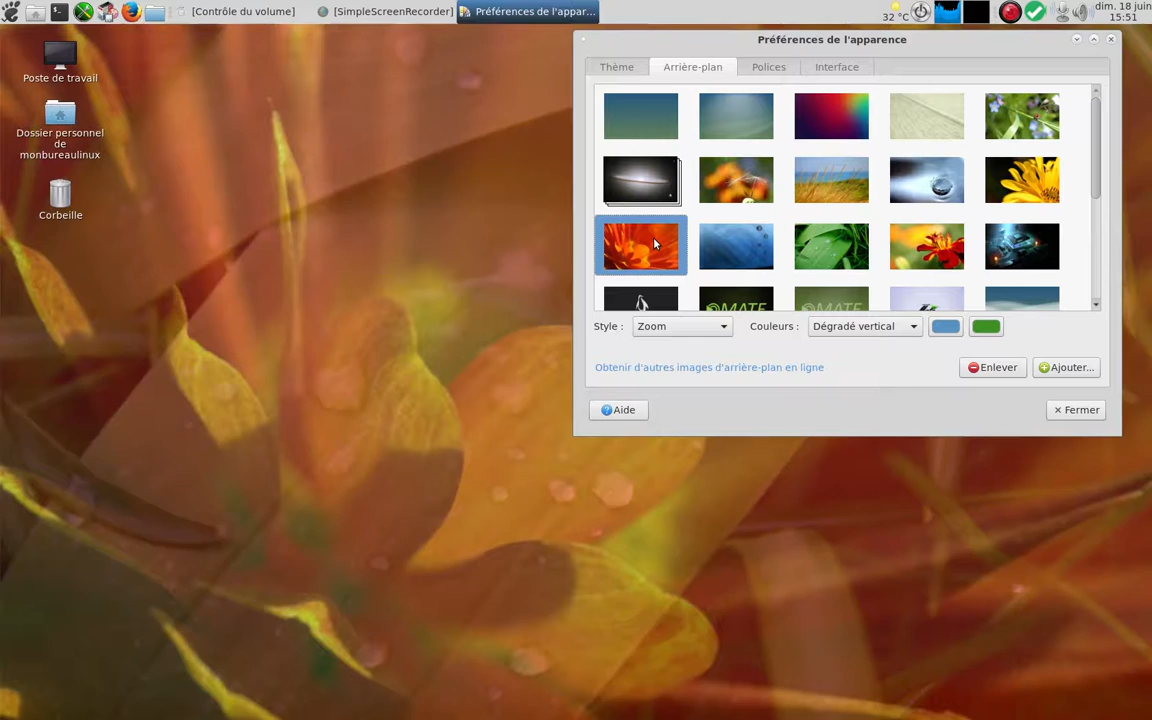 [Contrôle du volume]
[SimpleScreenRecorder]
Préférences de l'appar...
32 °C
dim. 18 juin
15:51
Poste de travail
Dossier personnel
de
monbureaulinux
Corbeille
Préférences de l'apparence
Thème
Arrière-plan
Polices
Interface
MATE
MATE
Style :
Zoom
Couleurs :
Dégradé vertical
Obtenir d'autres images d'arrière-plan en ligne
Enlever
Ajouter...
Aide
Fermer